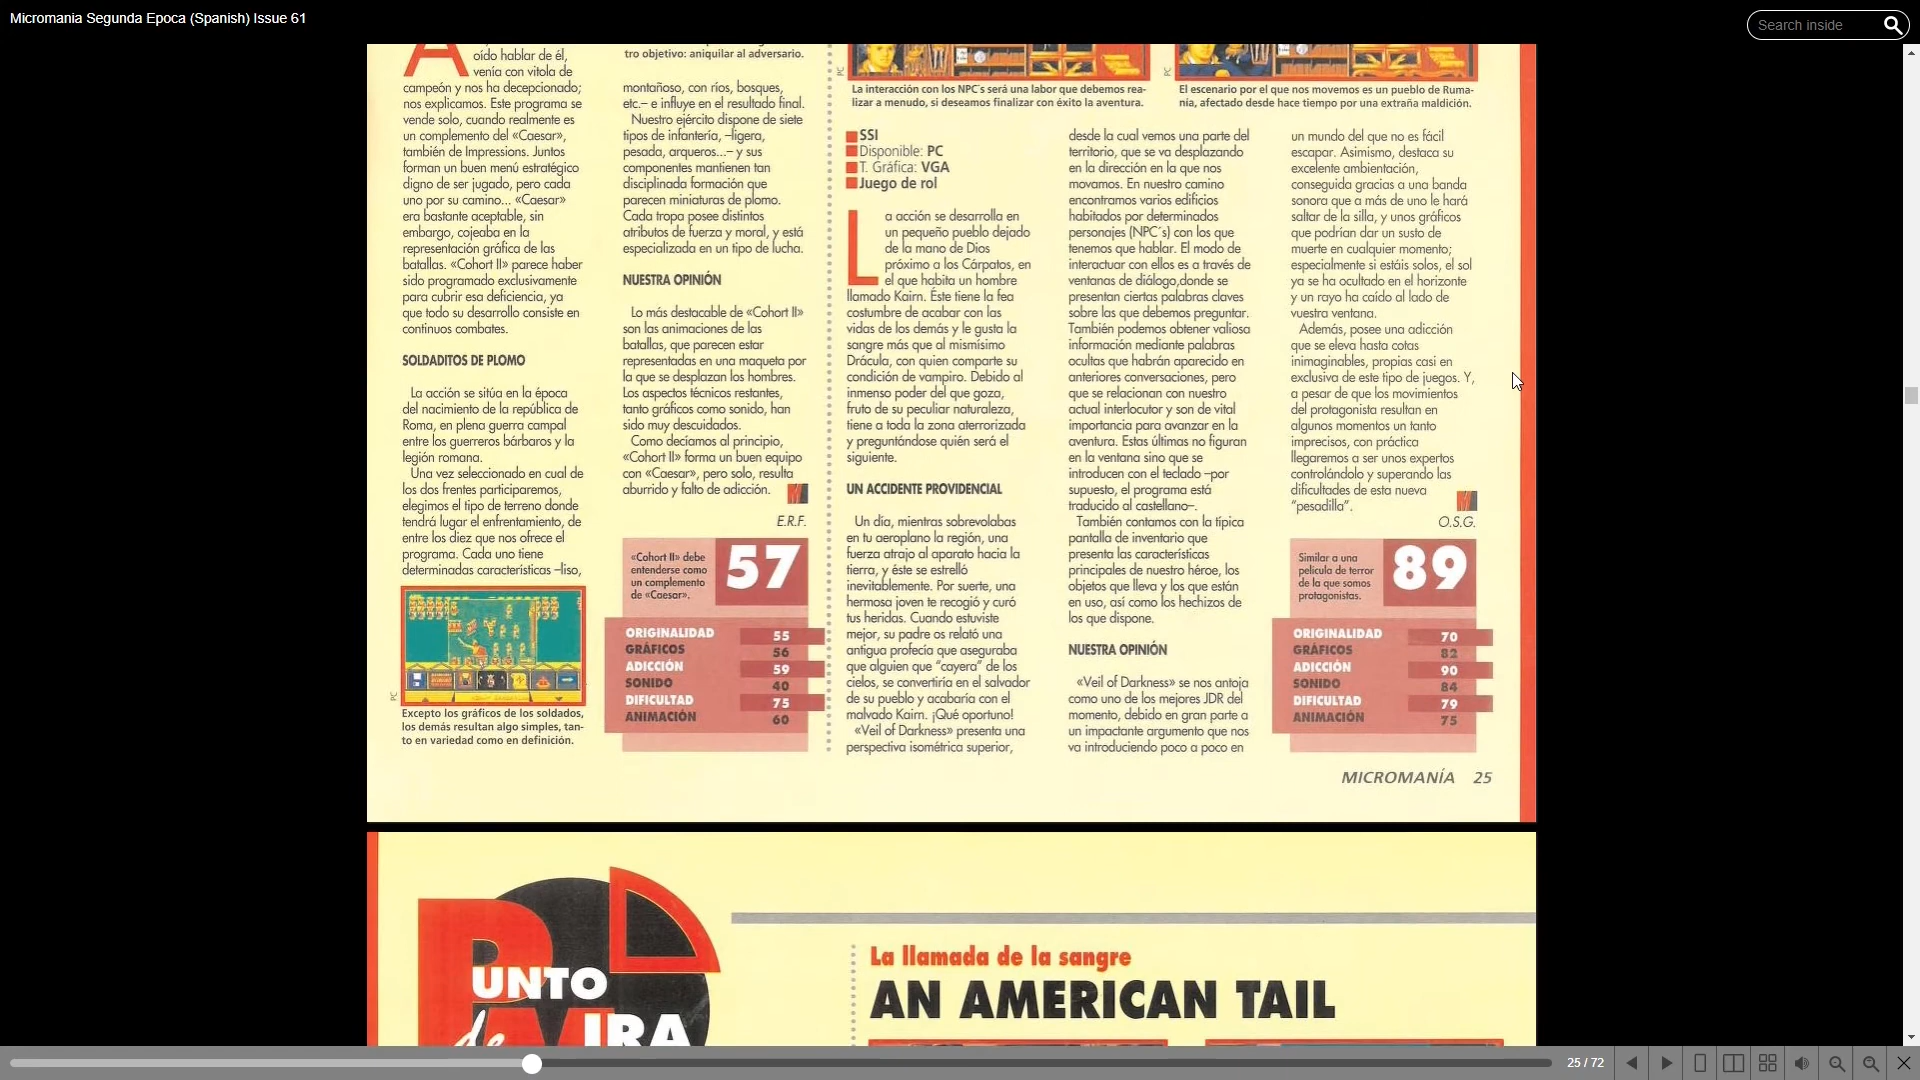 Micromania Segunda Epoca (Spanish) Issue 61
Search inside
oído hablar de él,
venía con vitola de
campeón y nos ha decepcionado;
nos explicamos. Este programa se
vende solo, cuando realmente es
un complemento del «Caesar»,
también de Impressions. Juntos
forman un buen menú estratégico
digno de ser jugado, pero cada
uno por su camino... «Caesar»
era bastante aceptable, sin
embargo, cojeaba en la
representación gráfica de las
batallas. «Cohort II» parece haber
sido programado exclusivamente
para cubrir esa deficiencia, ya
que todo su desarrollo consiste en
continuos combates.
SOLDADITOS DE PLOMO
La acción se sitúa en la época
del nacimiento de la república de
Roma, en plena guerra campal
entre los guerreros bárbaros y la
legión romana.
Una vez seleccionado en cual de
los dos frentes participaremos,
elegimos el tipo de terreno donde
tendrá lugar el enfrentamiento, de
entre los diez que nos ofrece el
programa. Cada uno tiene
determinadas características –liso,
PC
Excepto los gráficos de los soldados,
los demás resultan algo simples, tan-
to en variedad como en definición.
tro objetivo: aniquilar al adversario.
montañoso, con ríos, bosques,
etc.– e influye en el resultado final.
Nuestro ejército dispone de siete
tipos de infantería, –ligera,
pesada, arqueros...– y sus
componentes mantienen tan
disciplinada formación que
parecen miniaturas de plomo.
Cada tropa posee distintos
atributos de fuerza y moral, y está
especializada en un tipo de lucha.
NUESTRA OPINIÓN
Lo más destacable de «Cohort II»
son las animaciones de las
batallas, que parecen estar
representadas en una maqueta por
la que se desplazan los hombres.
Los aspectos técnicos restantes,
tanto gráficos como sonido, han
sido muy descuidados.
Como decíamos al principio,
«Cohort II» forma un buen equipo
con «Caesar», pero solo, resulta
aburrido y falto de adicción.
E.R.F.
«Cohort II» debe
entenderse como
un complemento
de «Caesar».
57
ORIGINALIDAD 55
GRÁFICOS 56
ADICCIÓN 59
SONIDO 40
DIFICULTAD 75
ANIMACIÓN 60
PC
La interacción con los NPC´s será una labor que debemos rea-
lizar a menudo, si deseamos finalizar con éxito la aventura.
PC
El escenario por el que nos movemos es un pueblo de Ruma-
nía, afectado desde hace tiempo por una extraña maldición.
SSI
Disponible: PC
T. Gráfica: VGA
Juego de rol
La acción se desarrolla en
un pequeño pueblo dejado
de la mano de Dios
próximo a los Cárpatos, en
el que habita un hombre
llamado Kairn. Éste tiene la fea
costumbre de acabar con las
vidas de los demás y le gusta la
sangre más que al mismísimo
Drácula, con quien comparte su
condición de vampiro. Debido al
inmenso poder del que goza,
fruto de su peculiar naturaleza,
tiene a toda la zona aterrorizada
y preguntándose quién será el
siguiente.
UN ACCIDENTE PROVIDENCIAL
Un día, mientras sobrevolabas
en tu aeroplano la región, una
fuerza atrajo al aparato hacia la
tierra, y éste se estrelló
inevitablemente. Por suerte, una
hermosa joven te recogió y curó
tus heridas. Cuando estuviste
mejor, su padre os relató una
antigua profecía que aseguraba
que alguien que “cayera” de los
cielos, se convertiría en el salvador
de su pueblo y acabaría con el
malvado Kairn. ¡Qué oportuno!
«Veil of Darkness» presenta una
perspectiva isométrica superior,
desde la cual vemos una parte del
territorio, que se va desplazando
en la dirección en la que nos
movamos. En nuestro camino
encontramos varios edificios
habitados por determinados
personajes (NPC´s) con los que
tenemos que hablar. El modo de
interactuar con ellos es a través de
ventanas de diólogo,donde se
presentan ciertas palabras claves
sobre las que debemos preguntar.
También podemos obtener valiosa
información mediante palabras
ocultas que habrán aparecido en
anteriores conversaciones, pero
que se relacionan con nuestro
actual interlocutor y son de vital
importancia para avanzar en la
aventura. Estas últimas no figuran
en la ventana sino que se
introducen con el teclado –por
supuesto, el programa está
traducido al castellano–.
También contamos con la típica
pantalla de inventario que
presenta las características
principales de nuestro héroe, los
objetos que lleva y los que están
en uso, así como los hechizos de
los que dispone.
NUESTRA OPINIÓN
«Veil of Darkness» se nos antoja
como uno de los mejores JDR del
momento, debido en gran parte a
un impactante argumento que nos
va introduciendo poco a poco en
un mundo del que no es fácil
escapar. Asimismo, destaca su
excelente ambientación,
conseguida gracias a una banda
sonora que a más de uno le hará
saltar de la silla, y unos gráficos
que podrían dar un susto de
muerte en cualquier momento;
especialmente si estáis solos, el sol
ya se ha ocultado en el horizonte
y un rayo ha caído al lado de
vuestra ventana.
Además, posee una adicción
que se eleva hasta cotas
inimaginables, propias casi en
exclusiva de este tipo de juegos. Y,
a pesar de que los movimientos
del protagonista resultan en
algunos momentos un tanto
imprecisos, con práctica
llegaremos a ser unos expertos
controlándolo y superando las
dificultades de esta nueva
“pesadilla”.
O.S.G.
Similar a una
película de terror
de la que somos
protagonistas.
89
ORIGINALIDAD 70
GRÁFICOS 82
ADICCIÓN 90
SONIDO 84
DIFICULTAD 79
ANIMACIÓN 75
MICROMANÍA 25
PUNTO
de MIRA
La llamada de la sangre
AN AMERICAN TAIL
25 / 72